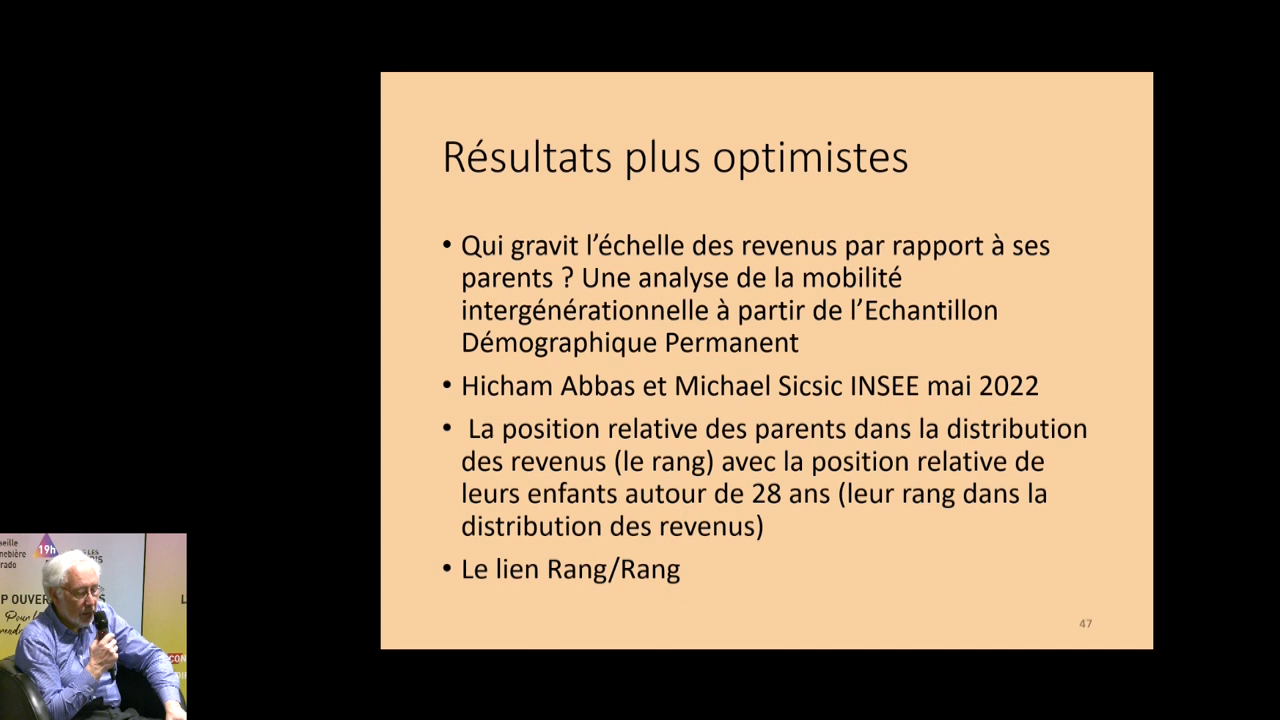 Résultats plus optimistes
• Qui gravit l’échelle des revenus par rapport à ses
parents ? Une analyse de la mobilité
intergénérationnelle à partir de l’Echantillon
Démographique Permanent
• Hicham Abbas et Michael Sicsic INSEE mai 2022
• La position relative des parents dans la distribution
des revenus (le rang) avec la position relative de
leurs enfants autour de 28 ans (leur rang dans la
distribution des revenus)
• Le lien Rang/Rang
47
19h
P OUVER
Pour